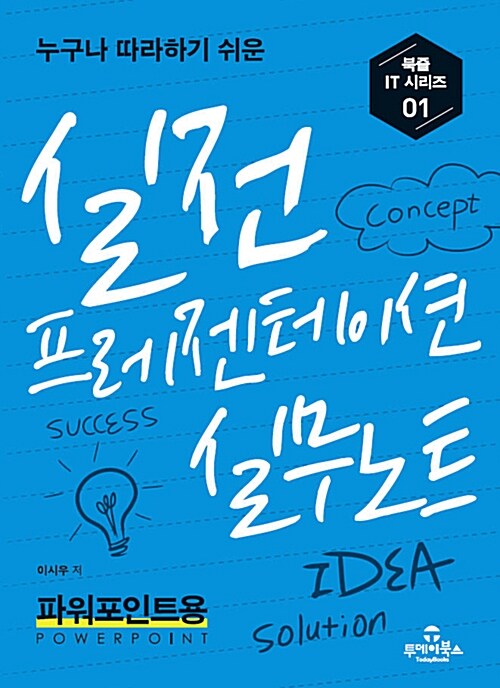 누구나 따라하기 쉬운
북즐
IT 시리즈
01
실전
Concept
프레젠테이션
SUCCESS
실무노트
이시우 저
IDEA
파워포인트용
POWERPOINT
Solution
투데이북스
TodayBooks